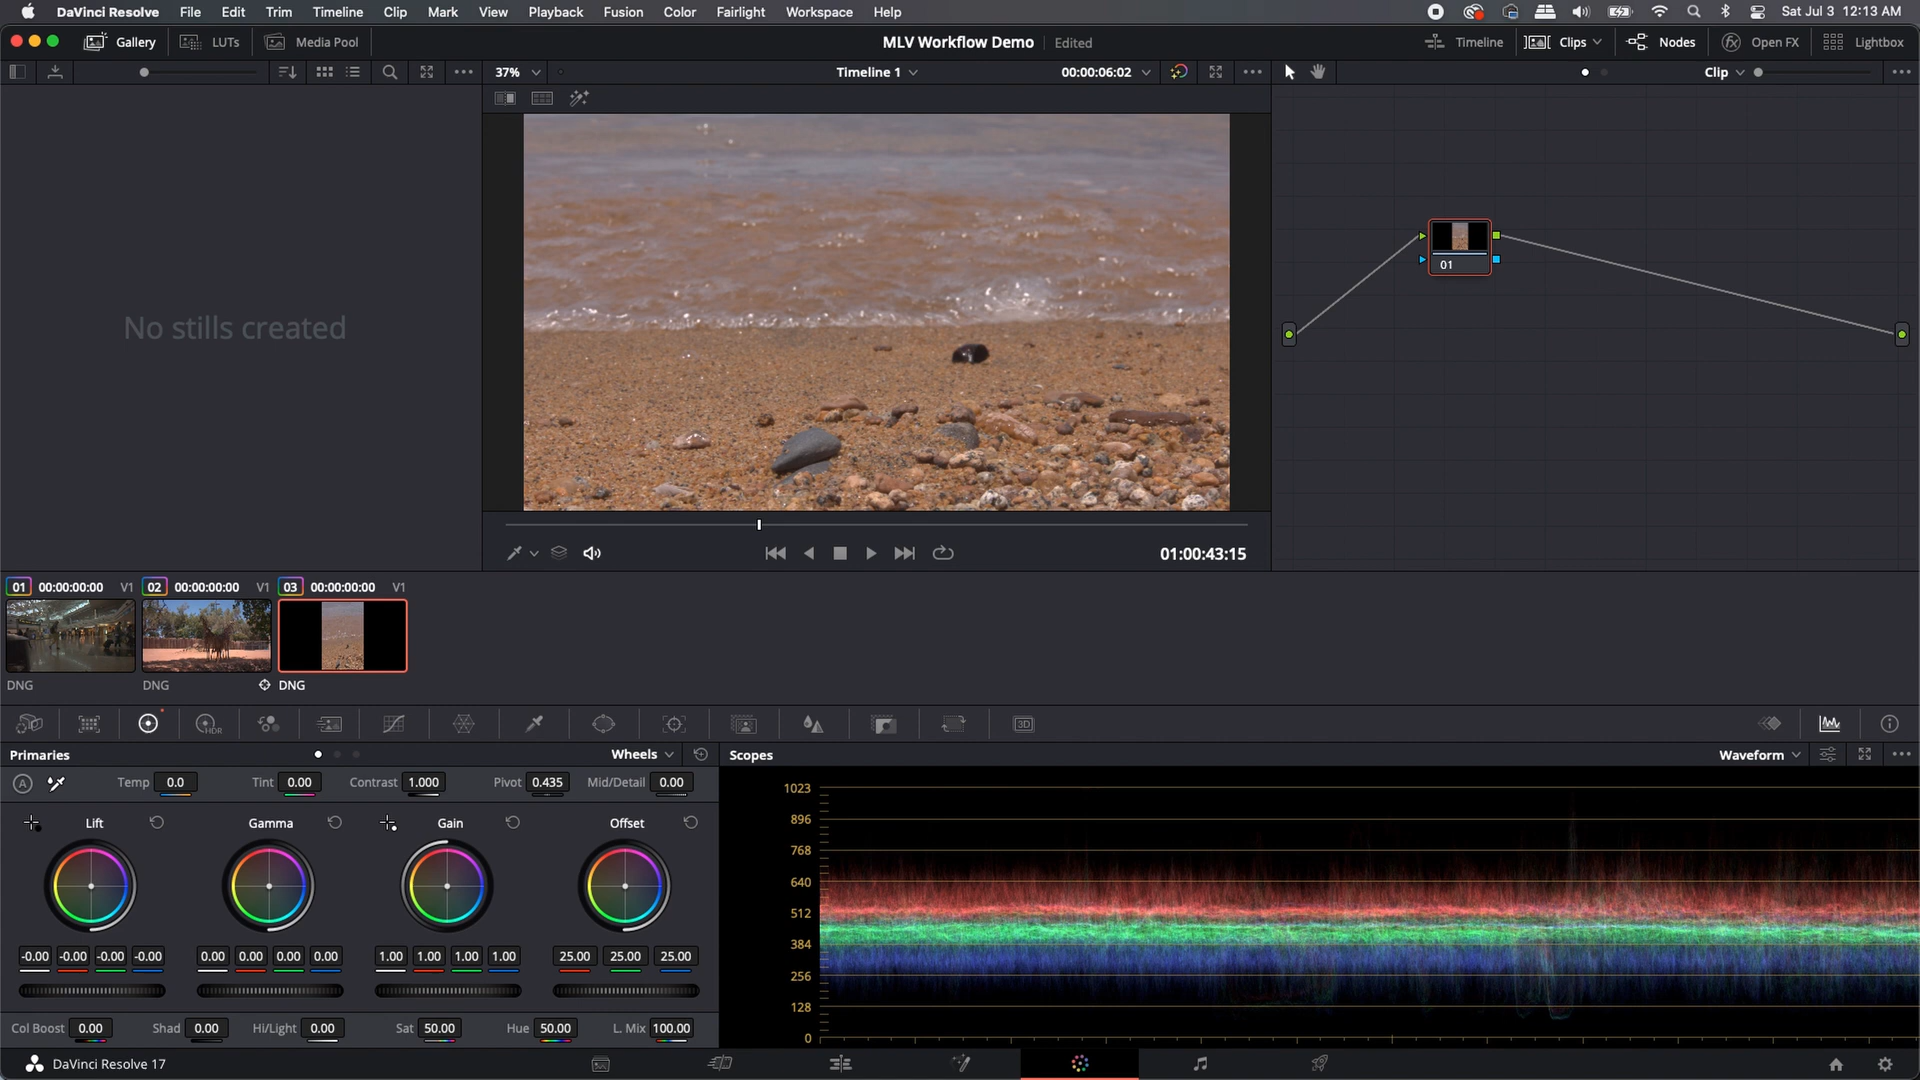 DaVinci Resolve File Edit Trim Timeline Clip Mark View Playback Fusion Color Fairlight Workspace Help Sat Jul 3 12:13 AM
Gallery LUTs Media Pool MLV Workflow Demo Edited Timeline Clips Nodes Open FX Lightbox
37% Timeline 1 00:00:06:02 Clip
No stills created
01
01:00:43:15
01 00:00:00:00 V1 02 00:00:00:00 V1 03 00:00:00:00 V1
DNG DNG DNG
HDR 3D
Primaries Wheels Scopes Waveform
A Temp 0.0 Tint 0.00 Contrast 1.000 Pivot 0.435 Mid/Detail 0.00
Lift Gamma Gain Offset
-0.00 -0.00 -0.00 -0.00 0.00 0.00 0.00 0.00 1.00 1.00 1.00 1.00 25.00 25.00 25.00
Col Boost 0.00 Shad 0.00 Hi/Light 0.00 Sat 50.00 Hue 50.00 L. Mix 100.00
1023
896
768
640
512
384
256
128
0
DaVinci Resolve 17